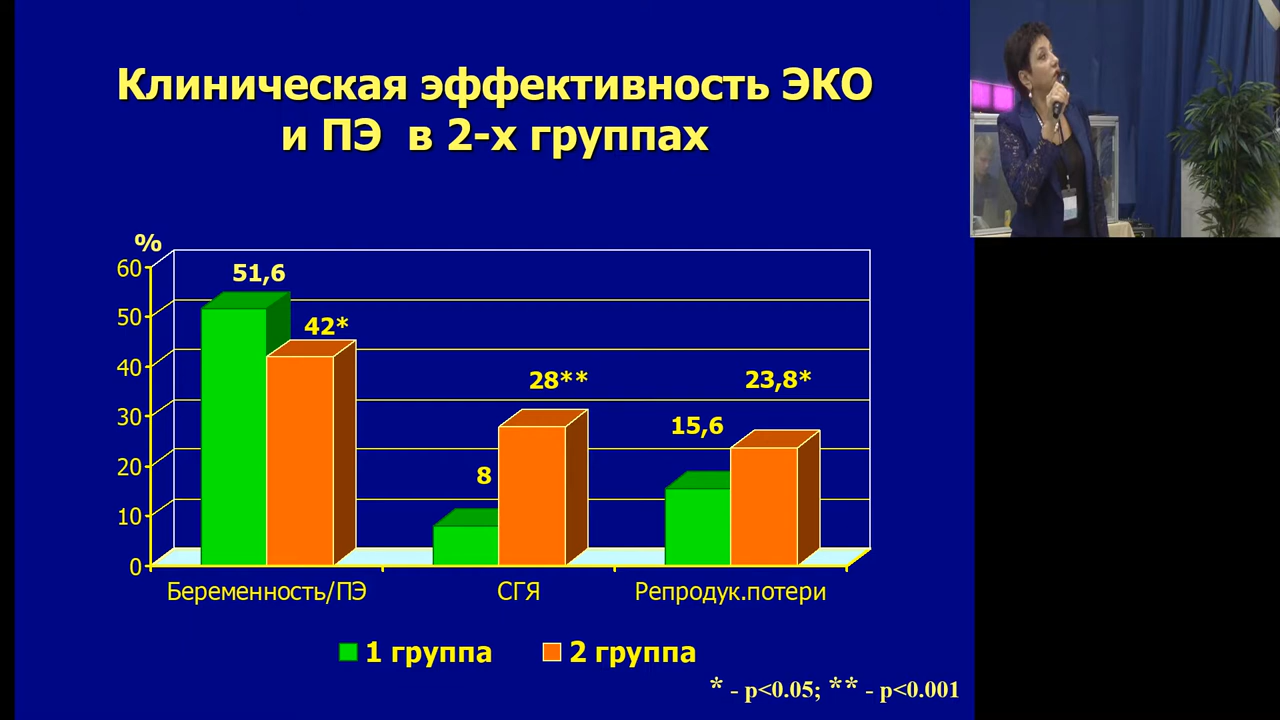 Клиническая эффективность ЭКО
и ПЭ в 2-х группах
%
60
50
40
30
20
10
0
51,6
42*
8
28**
15,6
23,8*
Беременность/ПЭ
СГЯ
Репродук.потери
1 группа
2 группа
* - p<0.05; ** - p<0.001